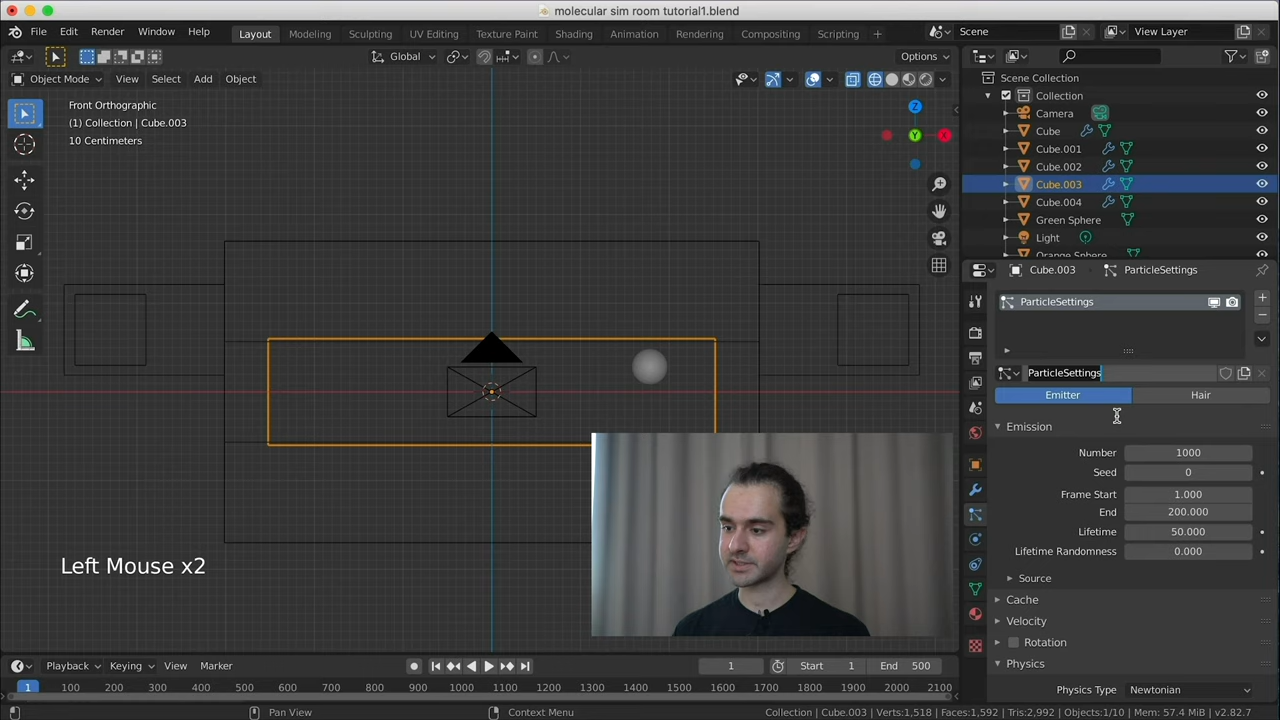 molecular sim room tutorial1.blend
File Edit Render Window Help
Layout Modeling Sculpting UV Editing Texture Paint Shading Animation Rendering Compositing Scripting +
Scene
View Layer
Global
Options
Object Mode View Select Add Object
Front Orthographic
(1) Collection | Cube.003
10 Centimeters
Z
Y
X
Scene Collection
Collection
Camera
Cube
Cube.001
Cube.002
Cube.003
Cube.004
Green Sphere
Light
Orange Sphere
Cube.003 ParticleSettings
ParticleSettings
ParticleSettings
Emitter Hair
Emission
Number 1000
Seed 0
Frame Start 1.000
End 200.000
Lifetime 50.000
Lifetime Randomness 0.000
Source
Cache
Velocity
Rotation
Physics
Physics Type Newtonian
Left Mouse x2
Playback Keying View Marker
1
Start 1 End 500
1 100 200 300 400 500 600 700 800 900 1000 1100 1200 1300 1400 1500 1600 1700 1800 1900 2000 2100
Pan View
Context Menu
Collection | Cube.003 | Verts:1,518 | Faces:1,592 | Tris:2,992 | Objects:1/10 | Mem: 57.4 MiB | v2.82.7